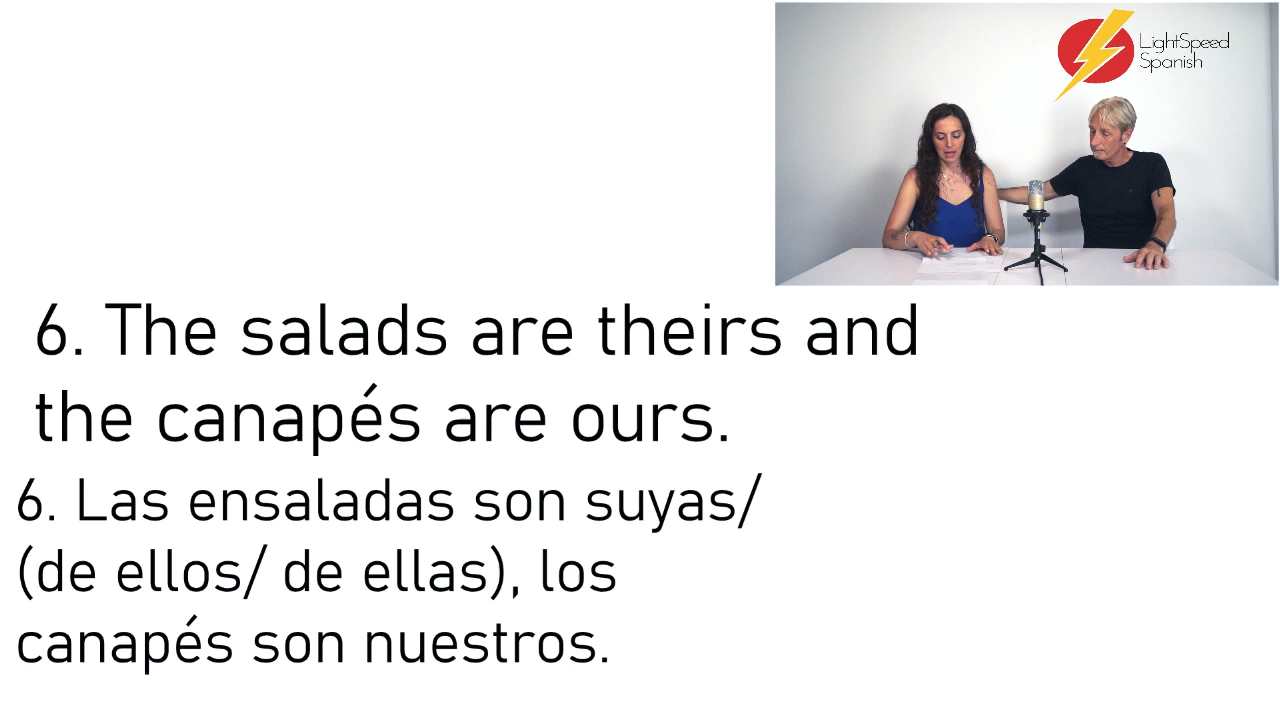 LightSpeed
Spanish
6. The salads are theirs and
the canapés are ours.
6. Las ensaladas son suyas/
(de ellos/ de ellas), los
canapés son nuestros.